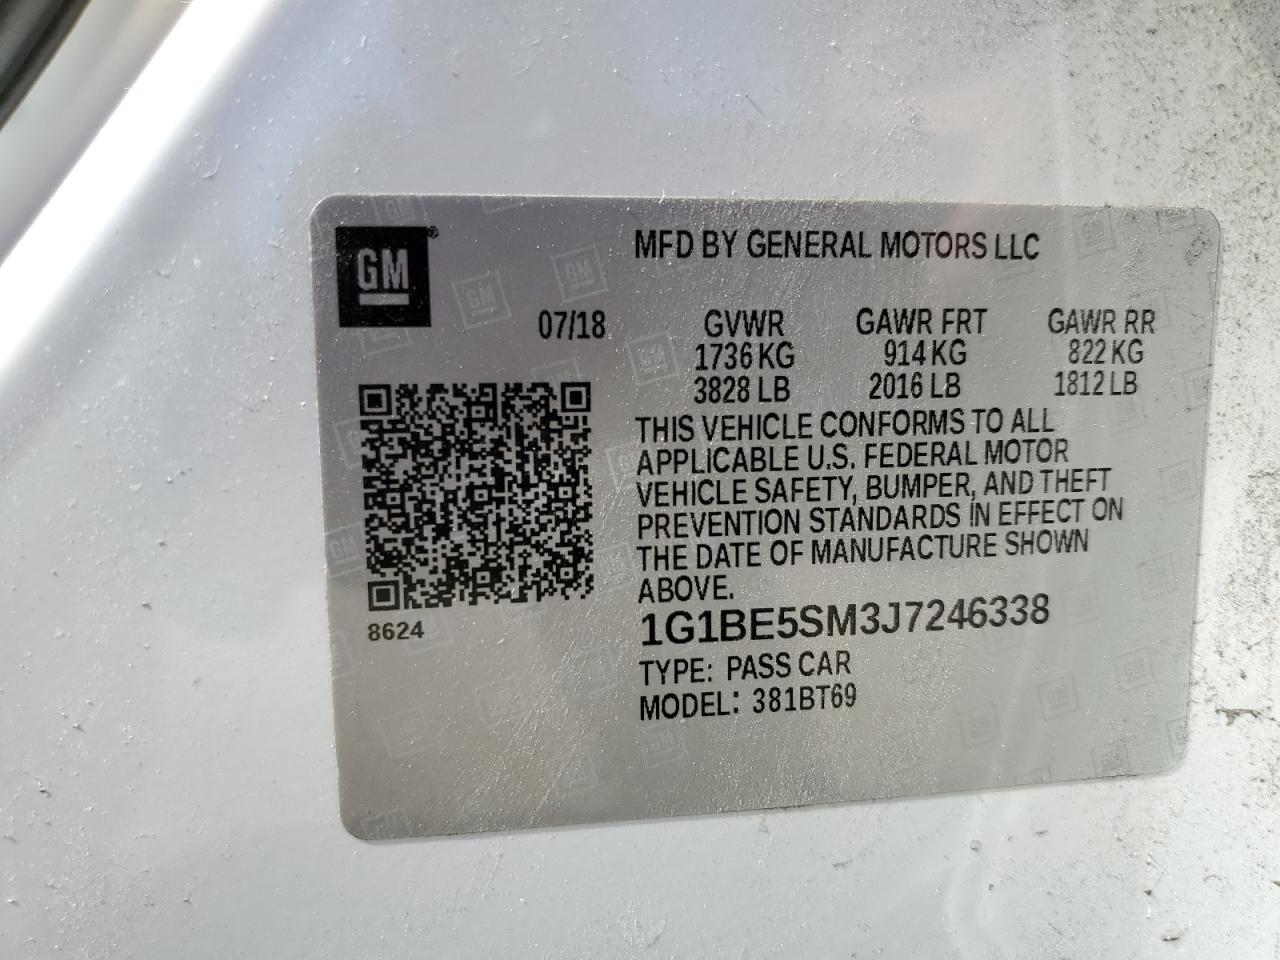 GM®
MFD BY GENERAL MOTORS LLC
07/18 GVWR GAWR FRT GAWR RR
1736 KG 914 KG 822 KG
3828 LB 2016 LB 1812 LB
THIS VEHICLE CONFORMS TO ALL
APPLICABLE U.S. FEDERAL MOTOR
VEHICLE SAFETY, BUMPER, AND THEFT
PREVENTION STANDARDS IN EFFECT ON
THE DATE OF MANUFACTURE SHOWN
ABOVE.
8624
1G1BE5SM3J7246338
TYPE: PASS CAR
MODEL: 381BT69